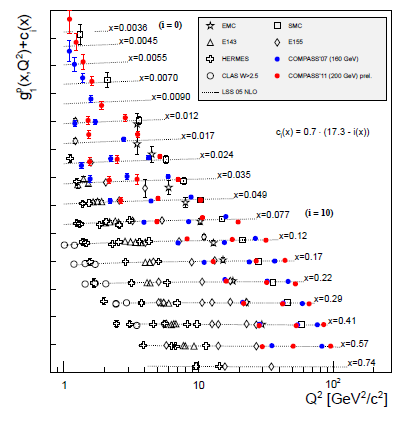 g₁ᵖ(x,Q²)+cᵢ(x)
x=0.0036 (i = 0)
x=0.0045
x=0.0055
x=0.0070
x=0.0090
x=0.012
x=0.017
x=0.024
x=0.035
x=0.049
x=0.077 (i = 10)
x=0.12
x=0.17
x=0.22
x=0.29
x=0.41
x=0.57
x=0.74
EMC SMC
E143 E155
HERMES COMPASS'07 (160 GeV)
CLAS W>2.5 COMPASS'11 (200 GeV) prel.
LSS 05 NLO
cᵢ(x) = 0.7 · (17.3 - i(x))
1 10 10²
Q² [GeV²/c²]